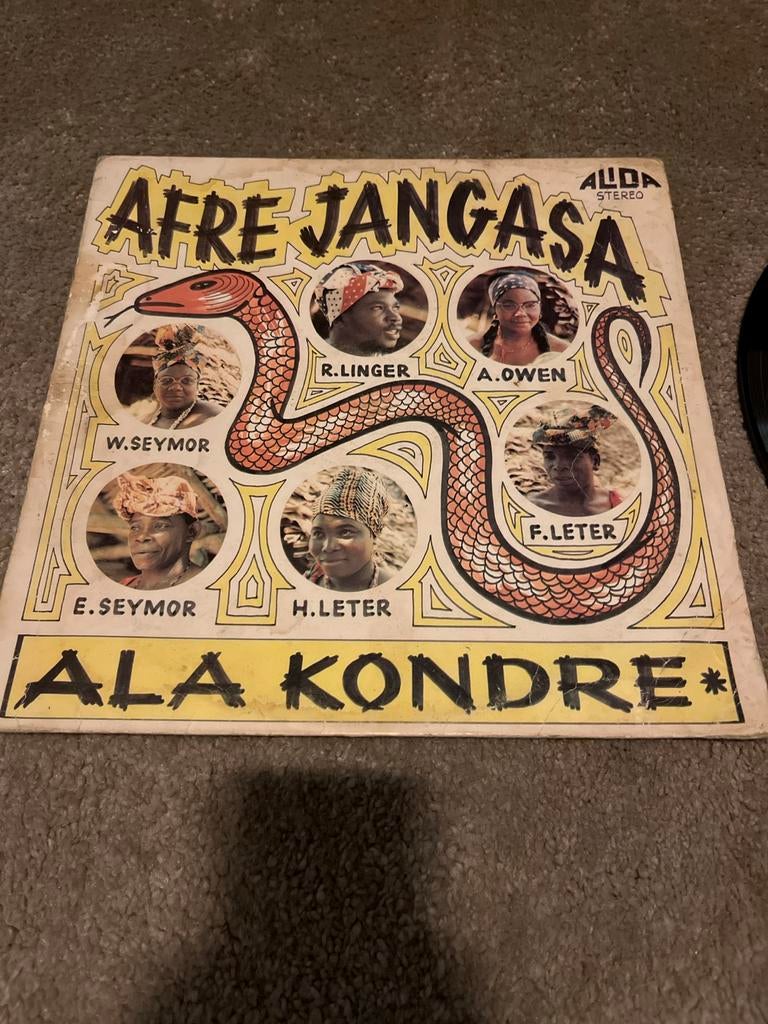 ALIDA
STEREO
AFRE JANGASA
R.LINGER
A.OWEN
W.SEYMOR
F.LETER
E.SEYMOR
H.LETER
ALA KONDRE*